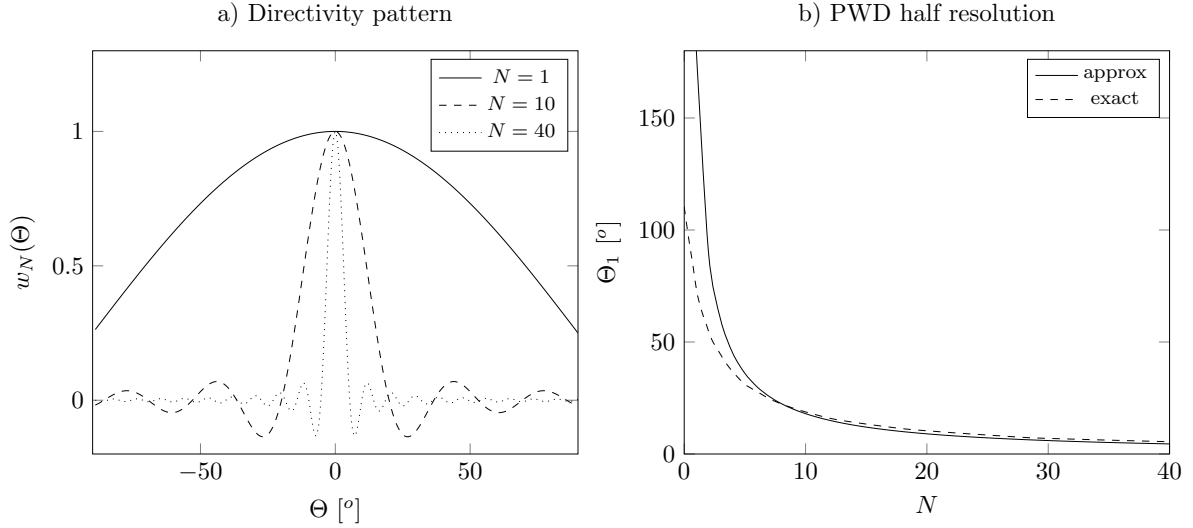 a) Directivity pattern
1
0.5
0
w_N(Θ)
−50
0
50
Θ [°]
N = 1
N = 10
N = 40
b) PWD half resolution
150
100
50
0
Θ_1 [°]
0
10
20
30
40
N
approx
exact